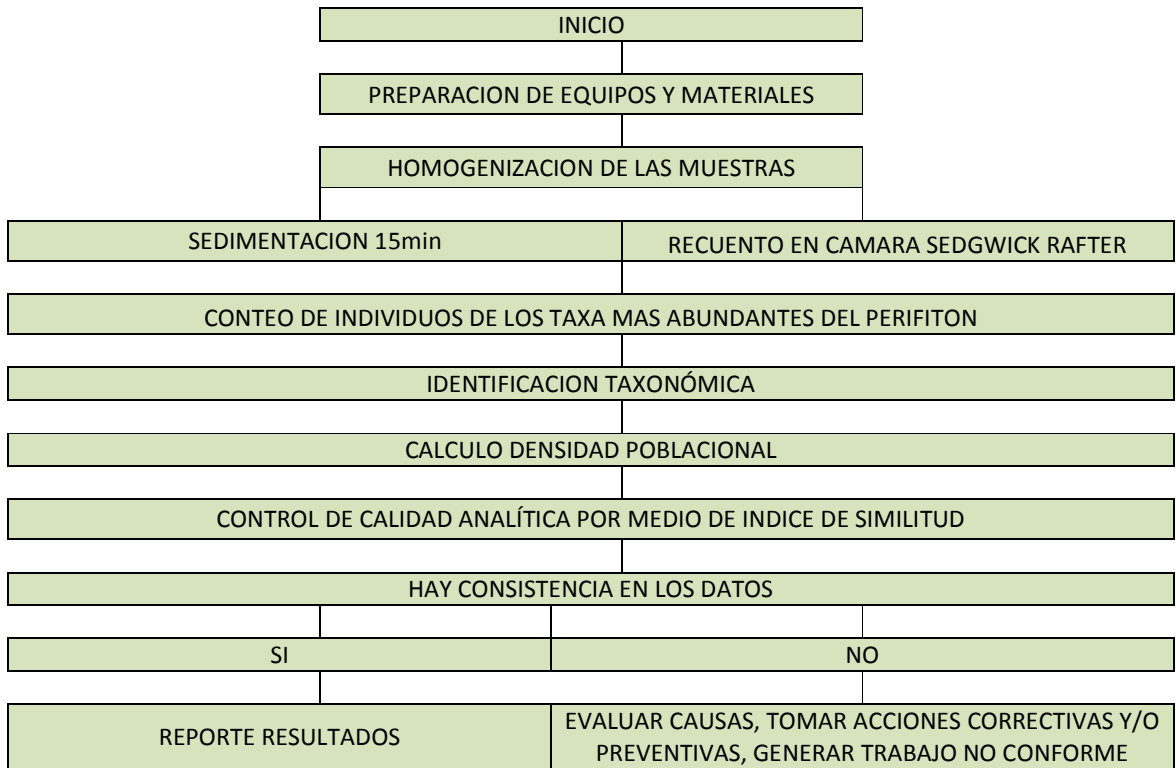 INICIO
PREPARACION DE EQUIPOS Y MATERIALES
HOMOGENIZACION DE LAS MUESTRAS
SEDIMENTACION 15min
RECUENTO EN CAMARA SEDGWICK RAFTER
CONTEO DE INDIVIDUOS DE LOS TAXA MAS ABUNDANTES DEL PERIFITON
IDENTIFICACION TAXONÓMICA
CALCULO DENSIDAD POBLACIONAL
CONTROL DE CALIDAD ANALÍTICA POR MEDIO DE INDICE DE SIMILITUD
HAY CONSISTENCIA EN LOS DATOS
SI
NO
REPORTE RESULTADOS
EVALUAR CAUSAS, TOMAR ACCIONES CORRECTIVAS Y/O
PREVENTIVAS, GENERAR TRABAJO NO CONFORME